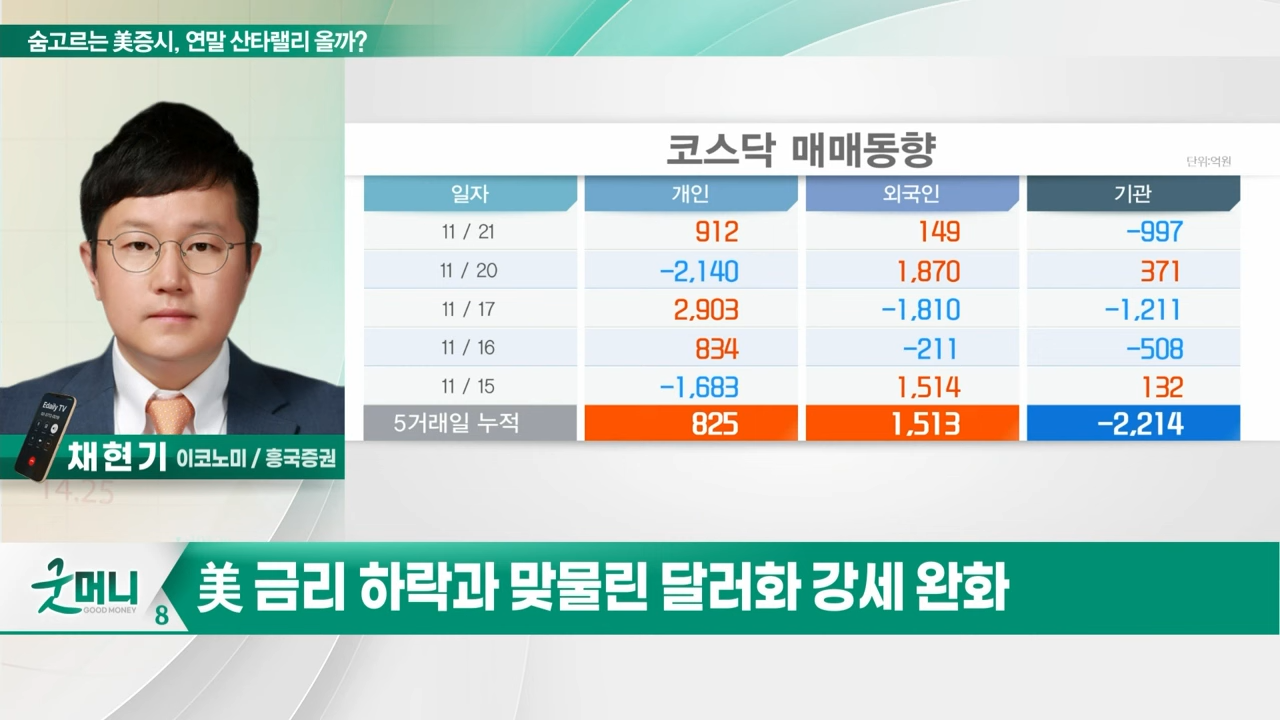 숨고르는 美증시, 연말 산타랠리 올까?
코스닥 매매동향
단위:억원
일자 개인 외국인 기관
11 / 21 912 149 -997
11 / 20 -2,140 1,870 371
11 / 17 2,903 -1,810 -1,211
11 / 16 834 -211 -508
11 / 15 -1,683 1,514 132
5거래일 누적 825 1,513 -2,214
Edaily TV
채현기 이코노미 / 흥국증권
14.25
굿머니
GOOD MONEY
8
美 금리 하락과 맞물린 달러화 강세 완화